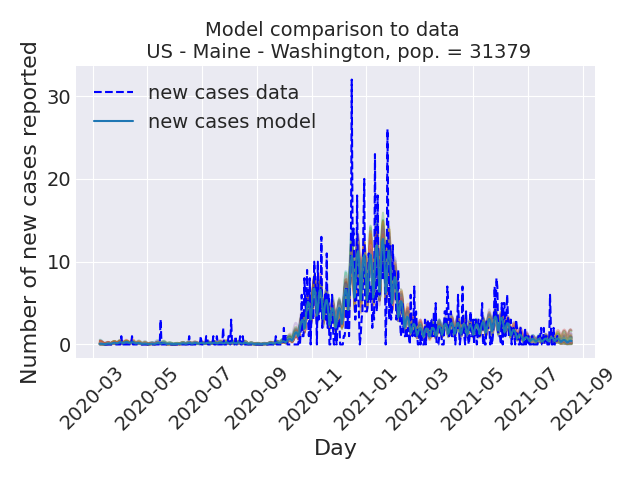 Model comparison to data
US - Maine - Washington, pop. = 31379
Number of new cases reported
30
20
10
0
new cases data
new cases model
2020-03
2020-05
2020-07
2020-09
2020-11
2021-01
2021-03
2021-05
2021-07
2021-09
Day